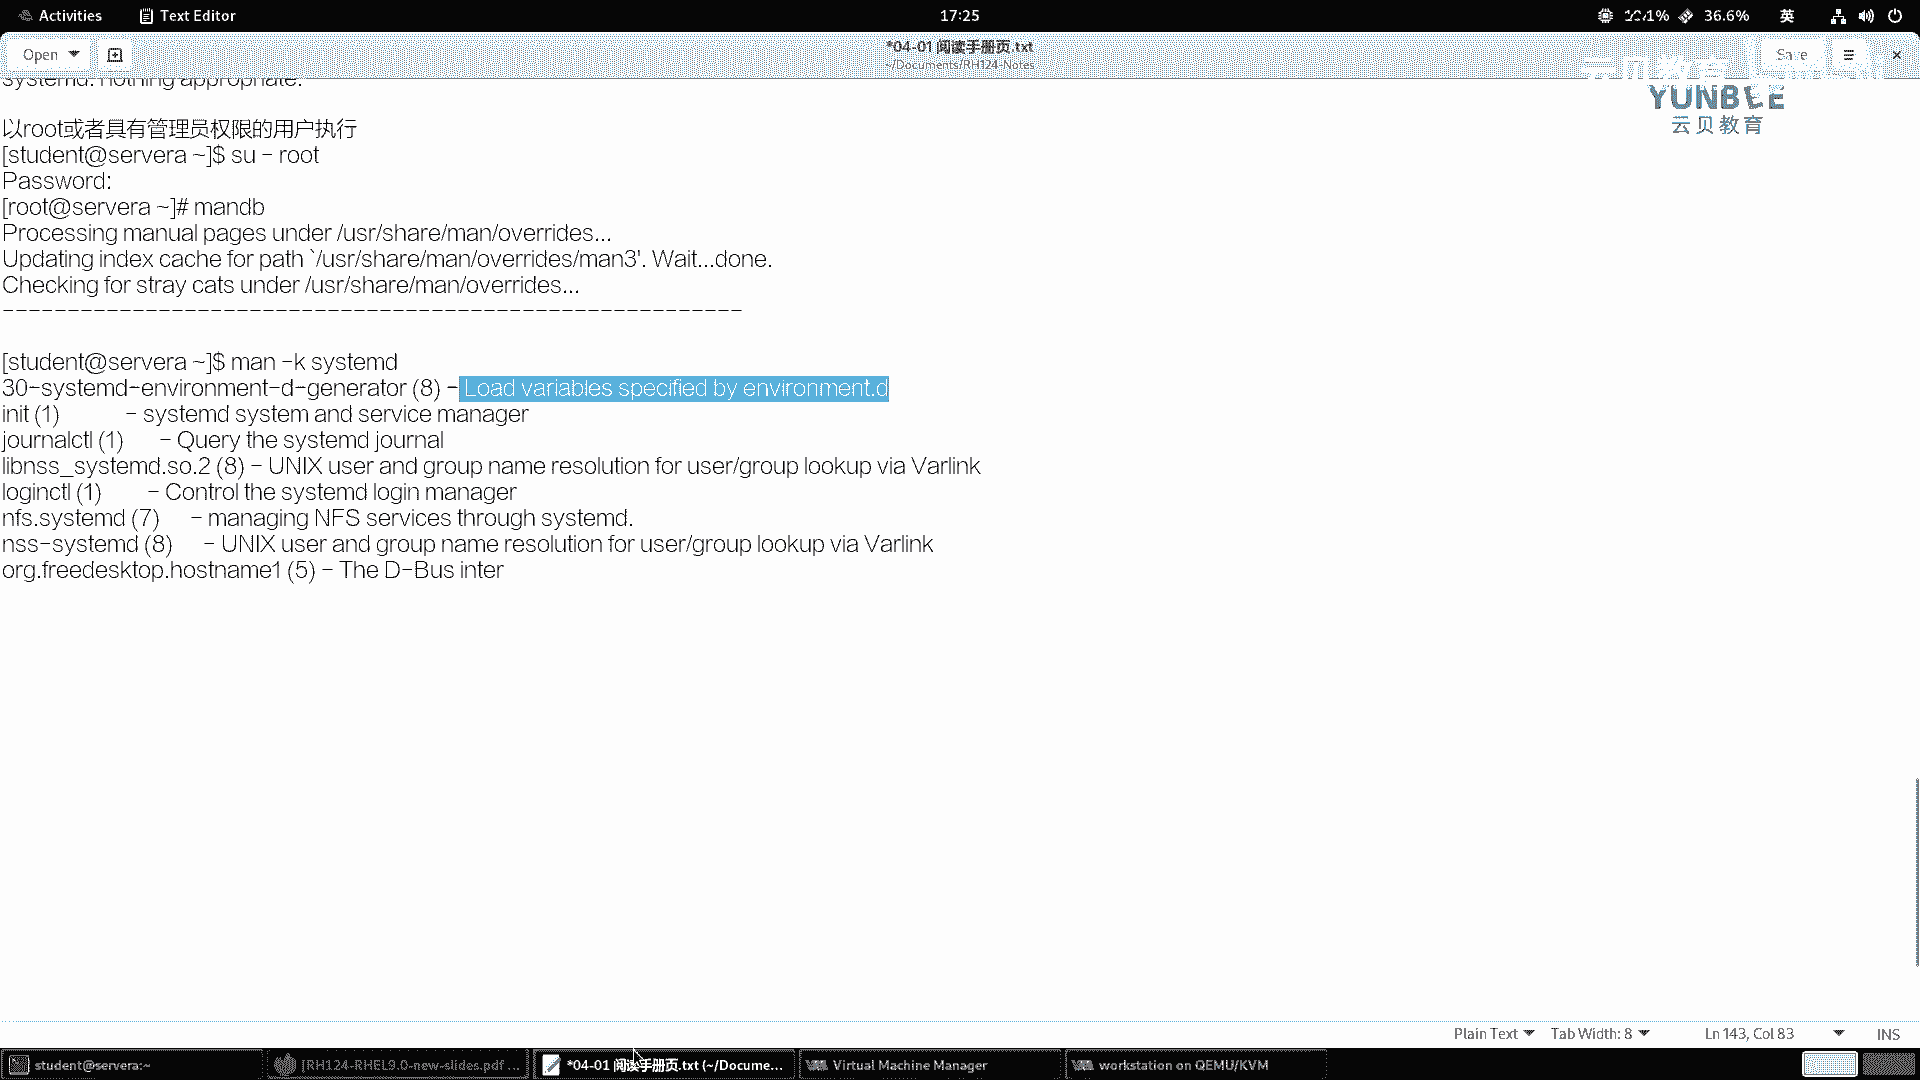 Activities Text Editor 17:25 36.6% 英
Open *04-01 阅读手册页.txt Save
~/Documents/RH124-Notes
systemd: nothing appropriate.
YUNBEE
云贝教育
以root或者具有管理员权限的用户执行
[student@servera ~]$ su - root
Password:
[root@servera ~]# mandb
Processing manual pages under /usr/share/man/overrides...
Updating index cache for path `/usr/share/man/overrides/man3'. Wait...done.
Checking for stray cats under /usr/share/man/overrides...
---------------------------------------------------------
[student@servera ~]$ man -k systemd
30-systemd-environment-d-generator (8) - Load variables specified by environment.d
init (1) - systemd system and service manager
journalctl (1) - Query the systemd journal
libnss_systemd.so.2 (8) - UNIX user and group name resolution for user/group lookup via Varlink
loginctl (1) - Control the systemd login manager
nfs.systemd (7) - managing NFS services through systemd.
nss-systemd (8) - UNIX user and group name resolution for user/group lookup via Varlink
org.freedesktop.hostname1 (5) - The D-Bus inter
Plain Text Tab Width: 8 Ln 143, Col 83 INS
student@servera:~ [RH124-RHEL9.0-new-slides.pdf ... *04-01 阅读手册页.txt (~/Docume... Virtual Machine Manager workstation on QEMU/KVM